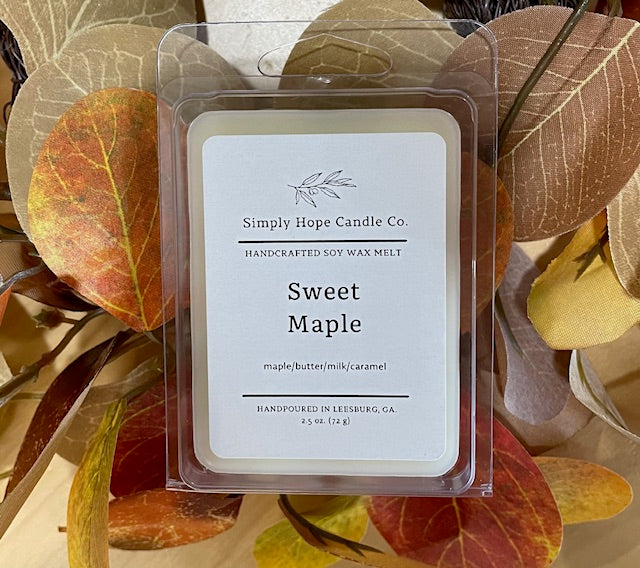 Simply Hope Candle Co.
HANDCRAFTED SOY WAX MELT
Sweet
Maple
maple/butter/milk/caramel
HANDPOURED IN LEESBURG, GA.
2.5 oz. (72 g)